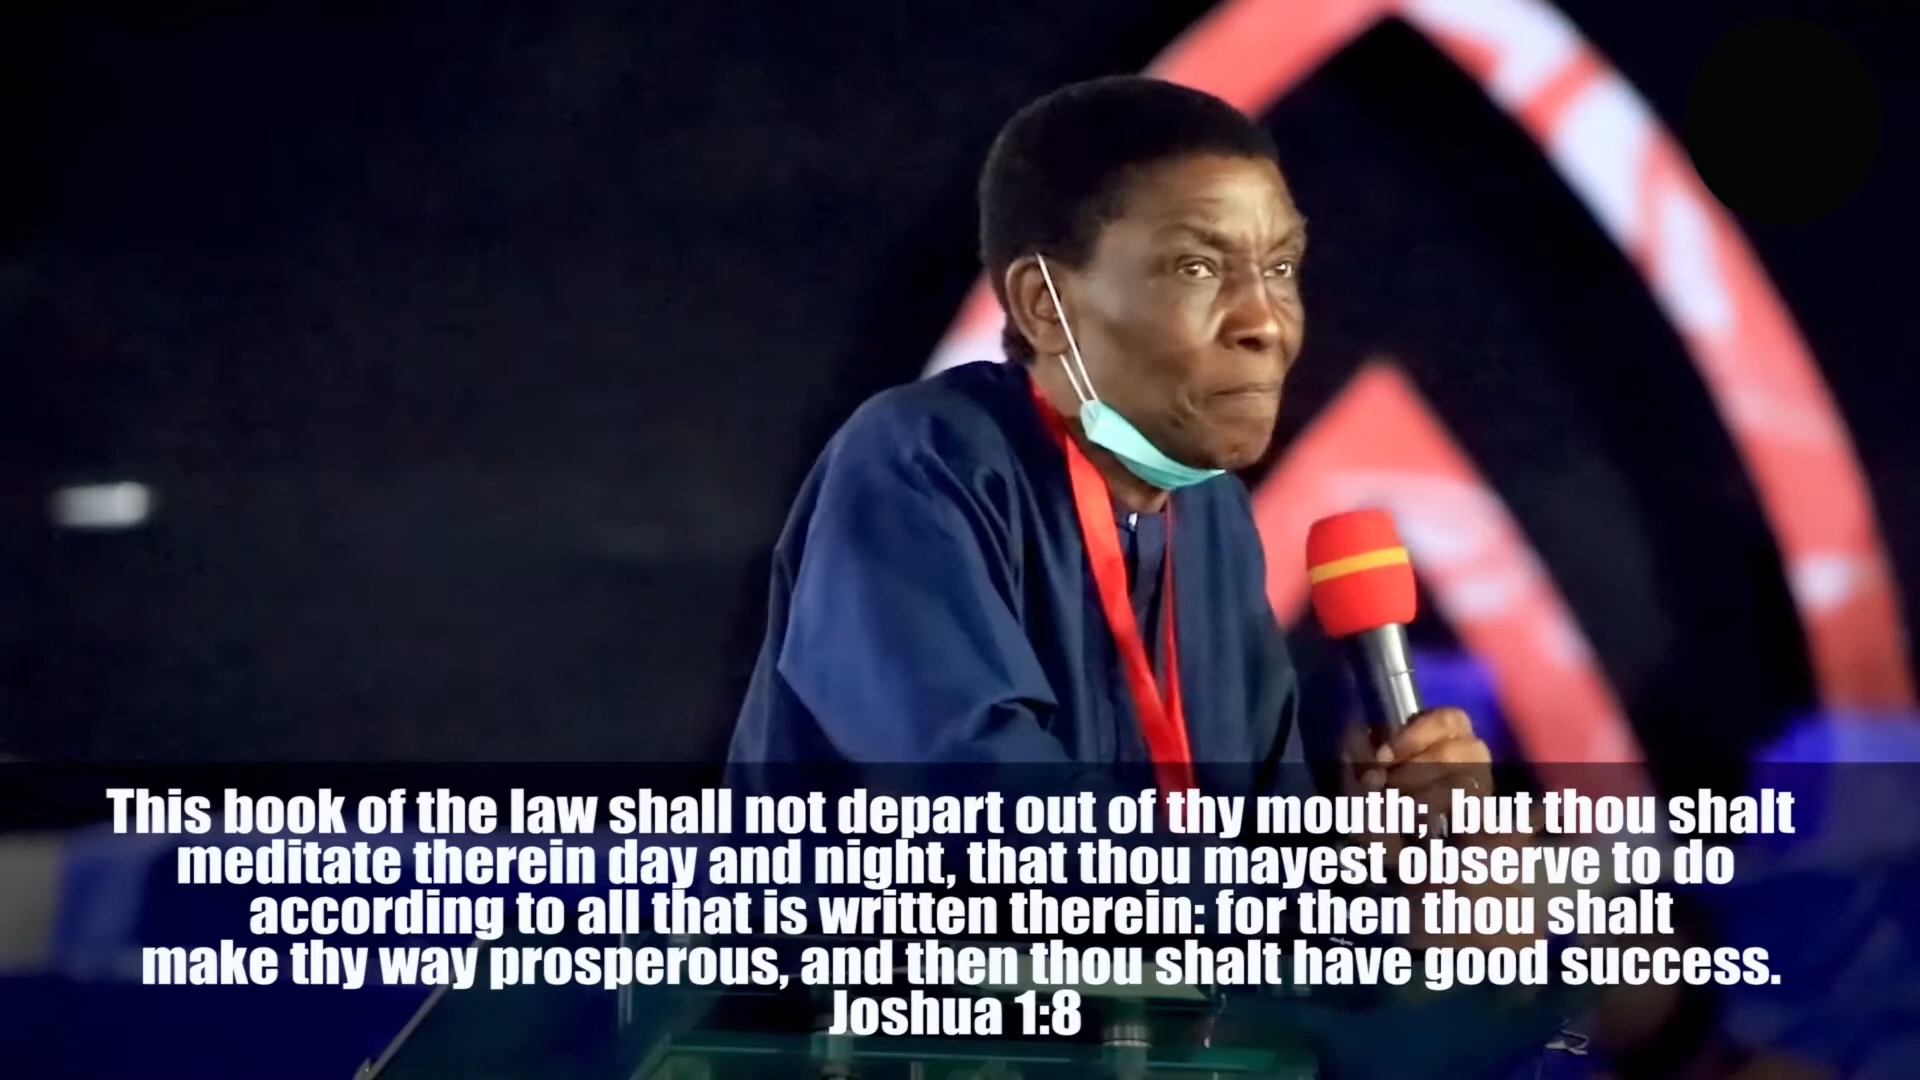 This book of the law shall not depart out of thy mouth; but thou shalt
meditate therein day and night, that thou mayest observe to do
according to all that is written therein: for then thou shalt
make thy way prosperous, and then thou shalt have good success.
Joshua 1:8